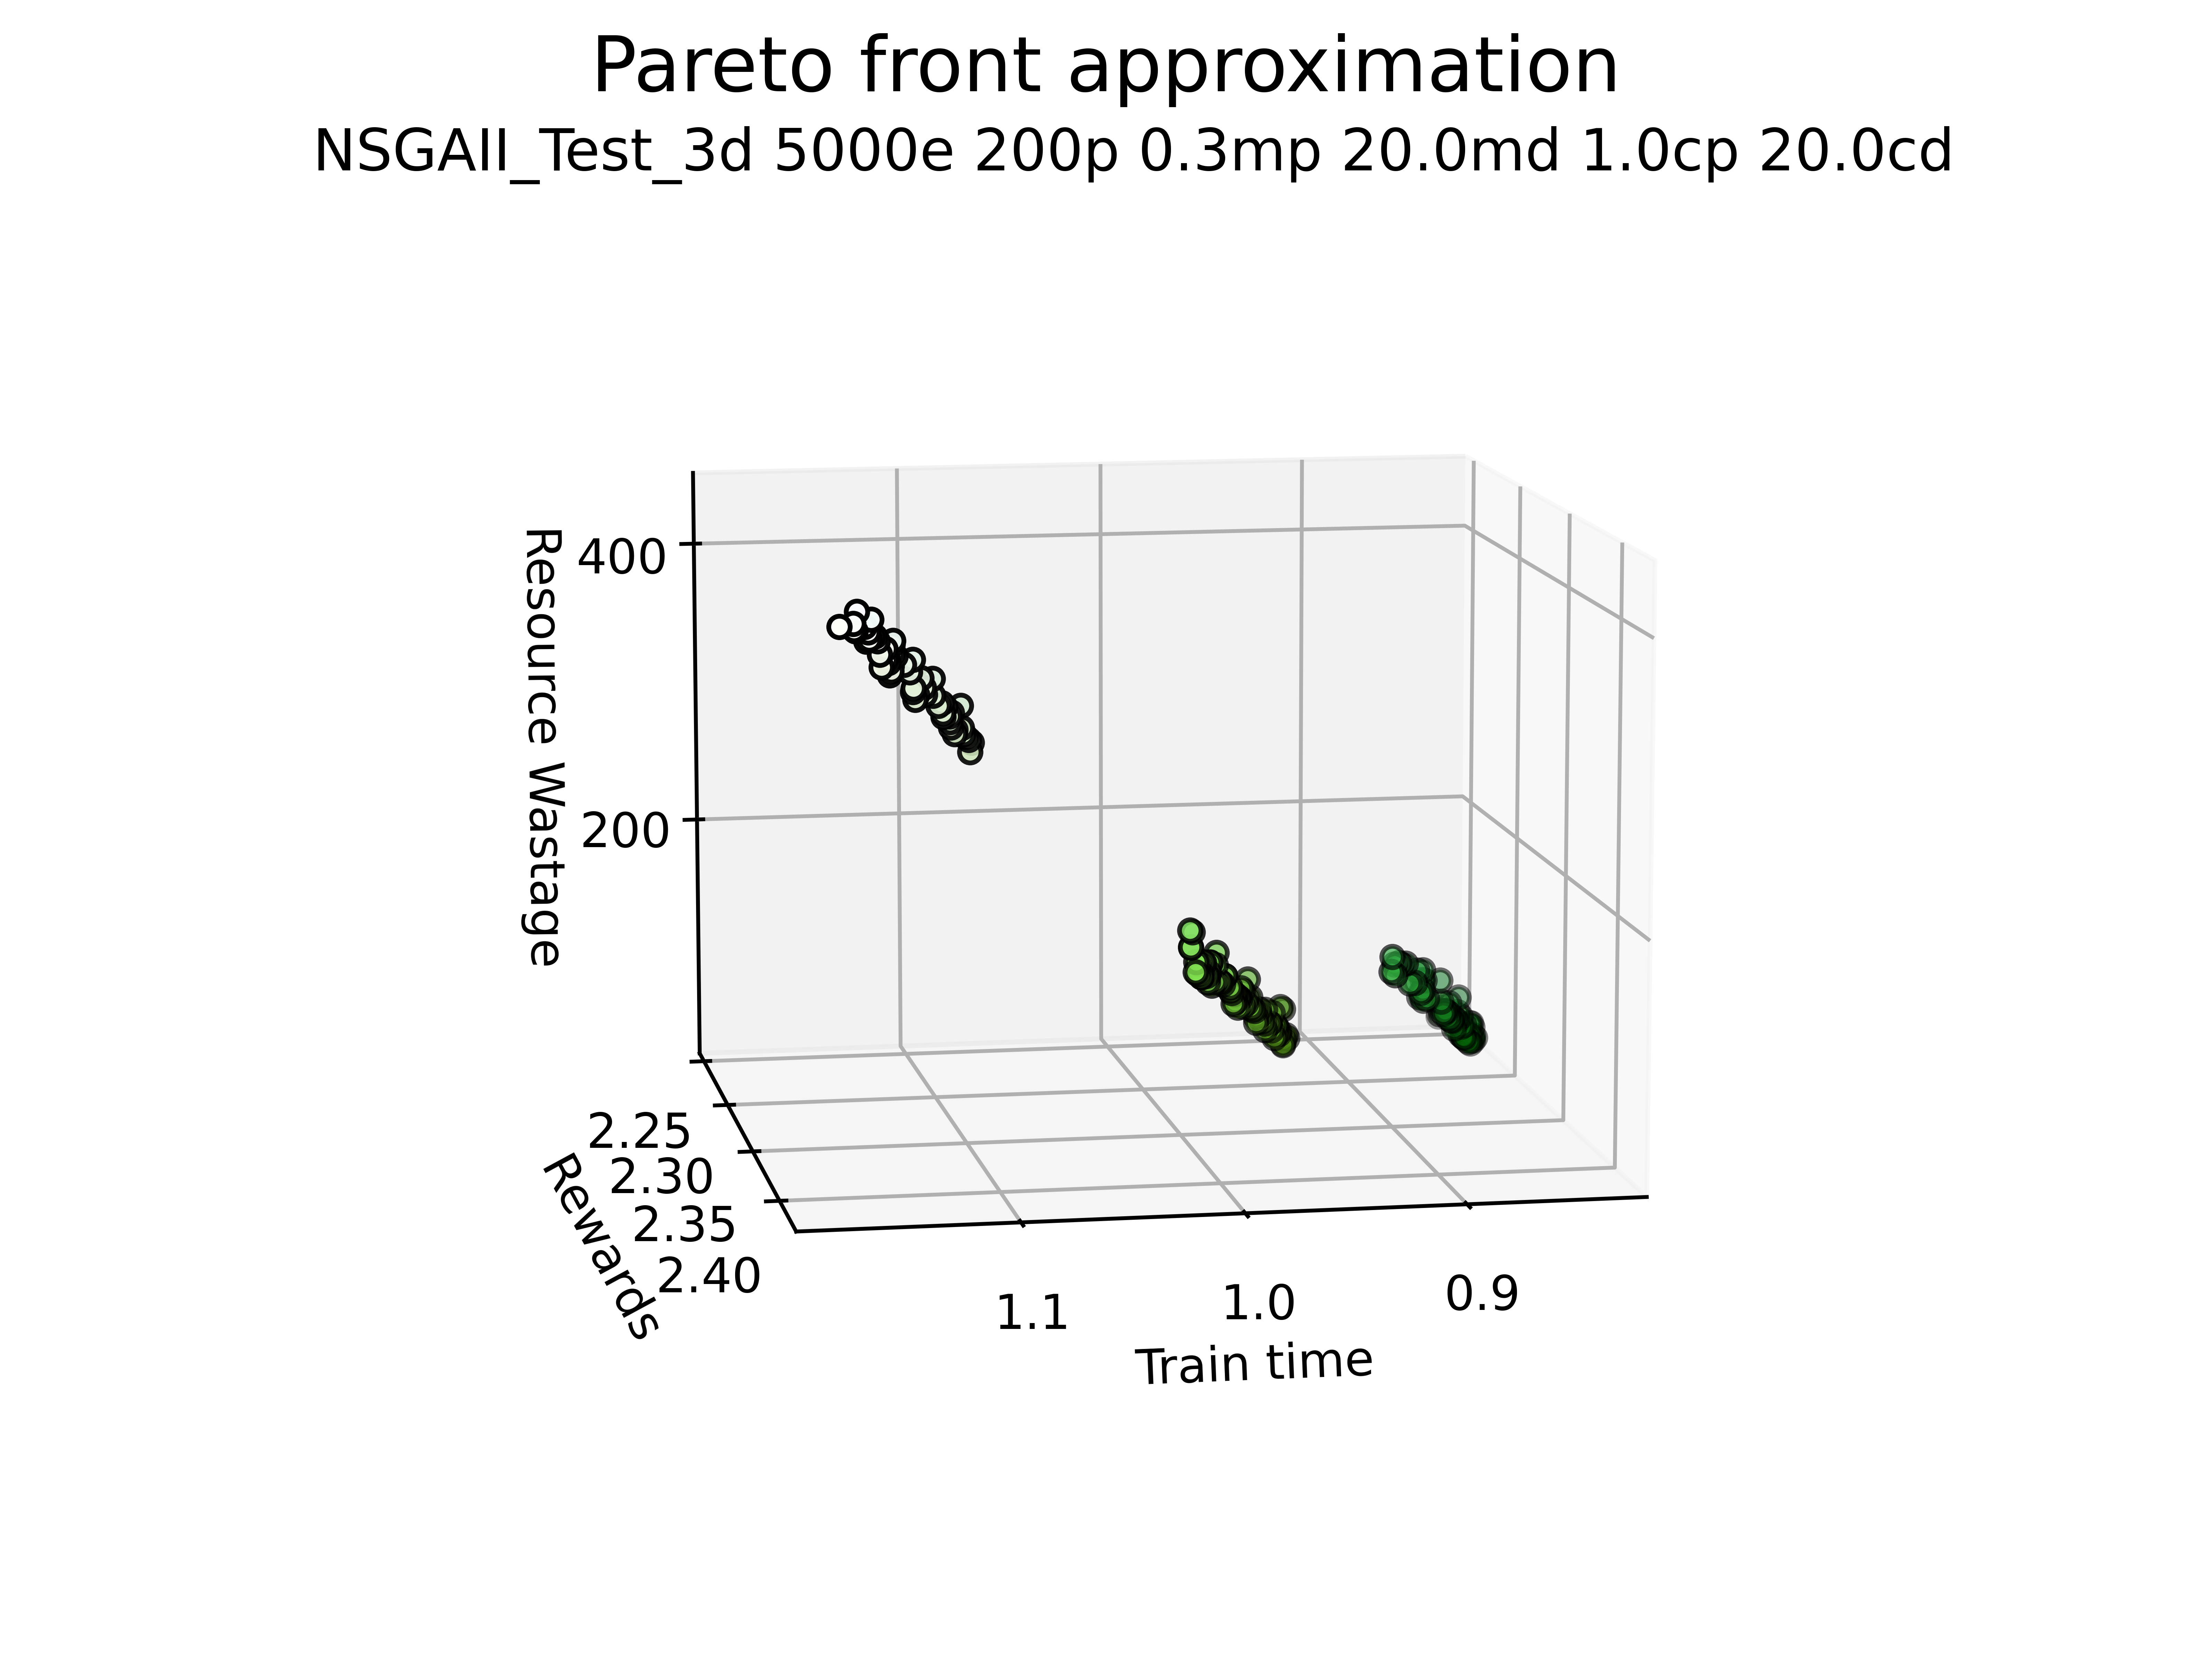 Pareto front approximation
NSGAII_Test_3d 5000e 200p 0.3mp 20.0md 1.0cp 20.0cd
Resource Wastage
400
200
Rewards
2.25
2.30
2.35
2.40
1.1
1.0
0.9
Train time